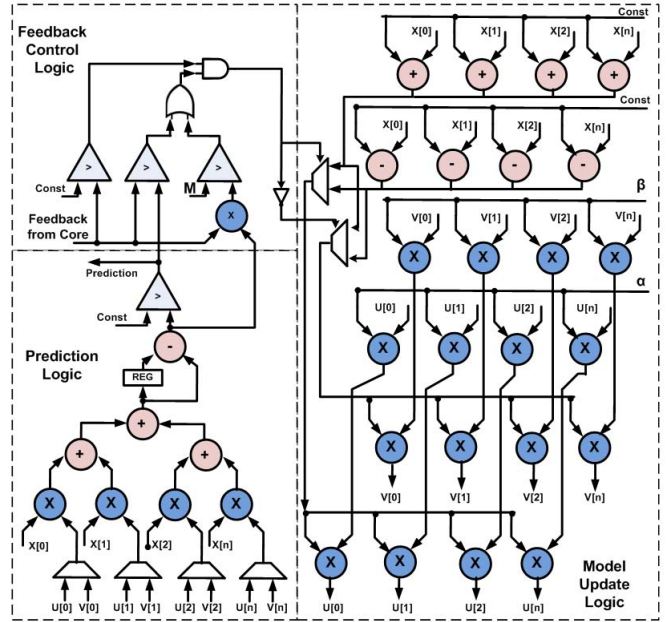 Feedback
Control
Logic
Const
X[0] X[1] X[2] X[n]
+ + + +
Const
X[0] X[1] X[2] X[n]
- - - -
> > >
Const
M
Feedback
from Core
X
β
V[0] V[1] V[2] V[n]
X X X X
Prediction
>
Const
α
U[0] U[1] U[2] U[n]
X X X X
Prediction
Logic
-
REG
+
+ +
X X X X
X[0] X[1] X[2] X[n]
U[0] V[0] U[1] V[1] U[2] V[2] U[n] V[n]
X X X X
V[0] V[1] V[2] V[n]
X X X X
U[0] U[1] U[2] U[n]
Model
Update
Logic